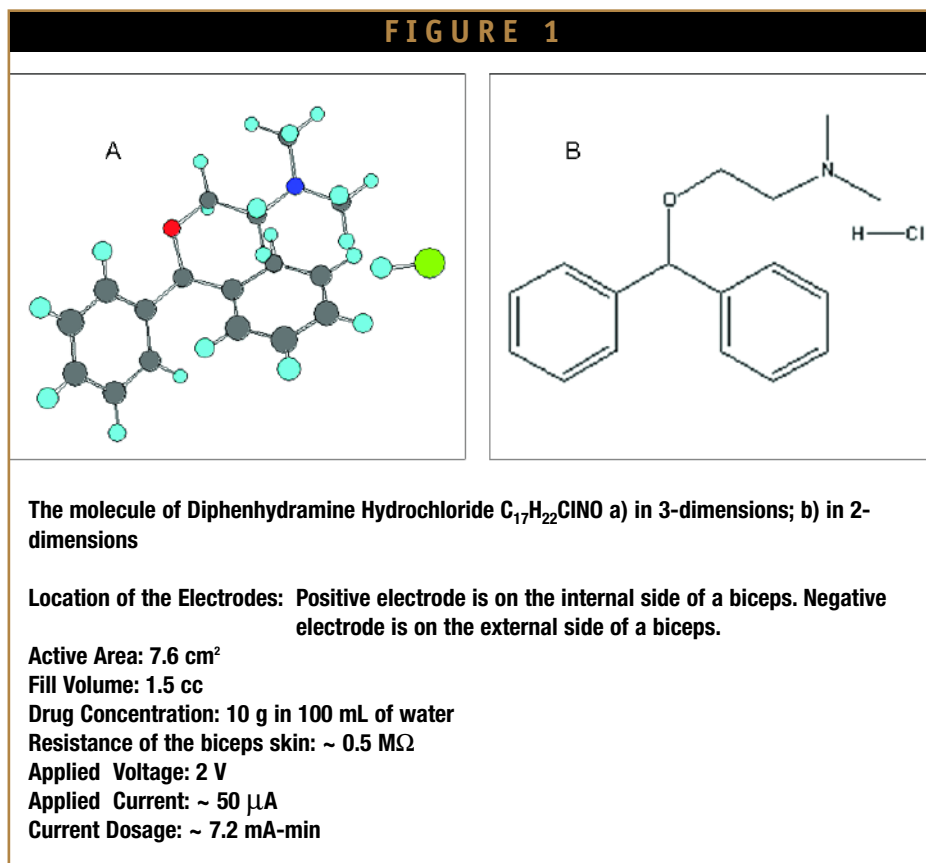 FIGURE 1
A
B
N
O
H Cl
The molecule of Diphenhydramine Hydrochloride C₁₇H₂₂ClNO a) in 3-dimensions; b) in 2-
dimensions
Location of the Electrodes: Positive electrode is on the internal side of a biceps. Negative
electrode is on the external side of a biceps.
Active Area: 7.6 cm²
Fill Volume: 1.5 cc
Drug Concentration: 10 g in 100 mL of water
Resistance of the biceps skin: ~ 0.5 MΩ
Applied Voltage: 2 V
Applied Current: ~ 50 μA
Current Dosage: ~ 7.2 mA-min